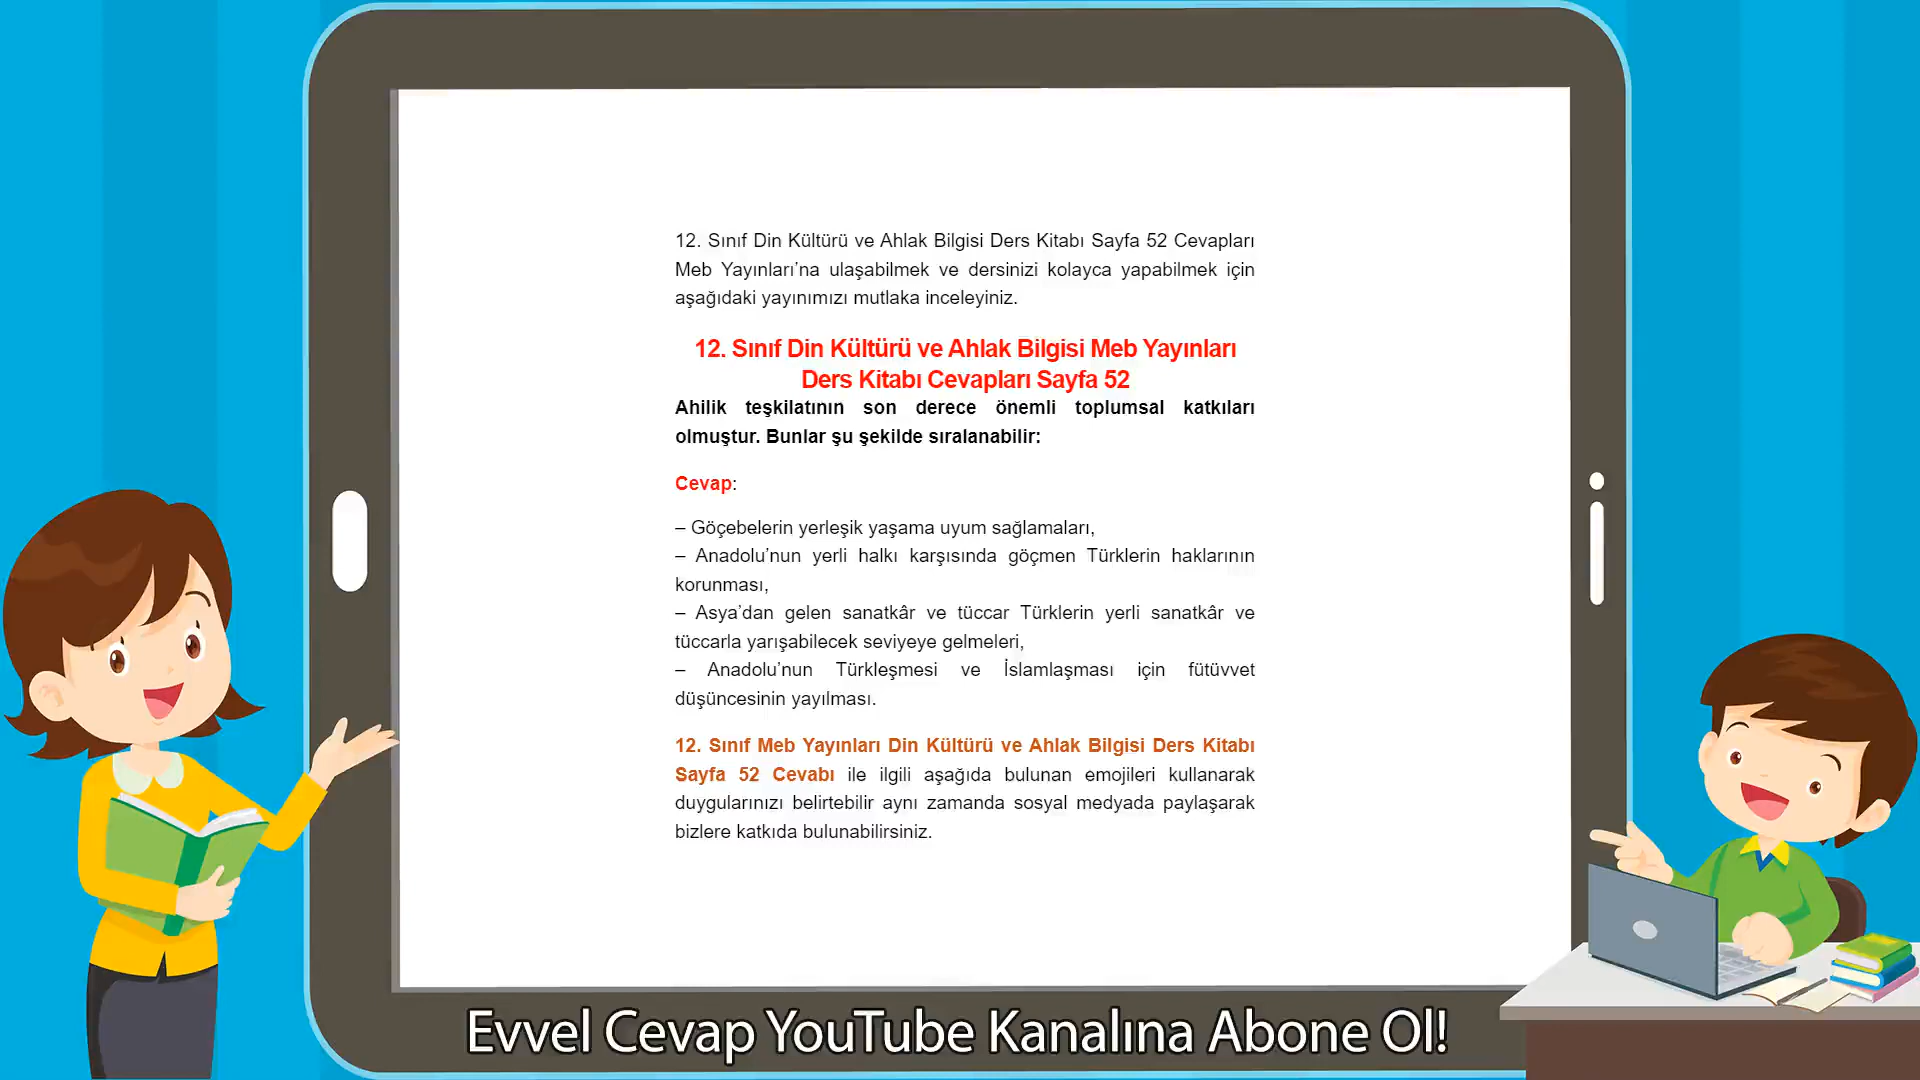 12. Sınıf Din Kültürü ve Ahlak Bilgisi Ders Kitabı Sayfa 52 Cevapları
Meb Yayınları’na ulaşabilmek ve dersinizi kolayca yapabilmek için
aşağıdaki yayınımızı mutlaka inceleyiniz.
12. Sınıf Din Kültürü ve Ahlak Bilgisi Meb Yayınları
Ders Kitabı Cevapları Sayfa 52
Ahilik teşkilatının son derece önemli toplumsal katkıları
olmuştur. Bunlar şu şekilde sıralanabilir:
Cevap:
– Göçebelerin yerleşik yaşama uyum sağlamaları,
– Anadolu’nun yerli halkı karşısında göçmen Türklerin haklarının
korunması,
– Asya’dan gelen sanatkâr ve tüccar Türklerin yerli sanatkâr ve
tüccarla yarışabilecek seviyeye gelmeleri,
– Anadolu’nun Türkleşmesi ve İslamlaşması için fütüvvet
düşüncesinin yayılması.
12. Sınıf Meb Yayınları Din Kültürü ve Ahlak Bilgisi Ders Kitabı
Sayfa 52 Cevabı ile ilgili aşağıda bulunan emojileri kullanarak
duygularınızı belirtebilir aynı zamanda sosyal medyada paylaşarak
bizlere katkıda bulunabilirsiniz.
Evvel Cevap YouTube Kanalına Abone Ol!